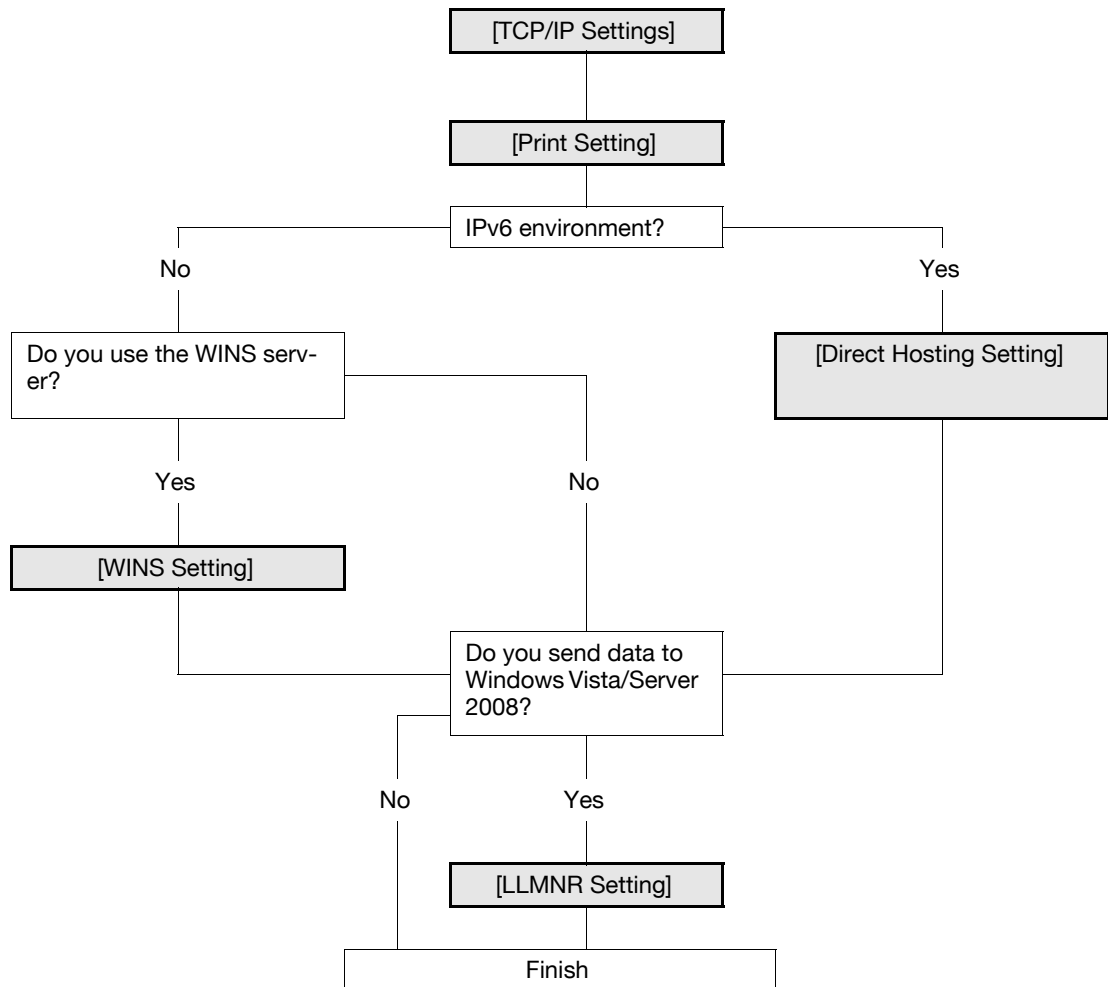 [TCP/IP Settings]
[Print Setting]
IPv6 environment?
No
Yes
Do you use the WINS serv-
er?
[Direct Hosting Setting]
Yes
No
[WINS Setting]
Do you send data to
Windows Vista/Server
2008?
No
Yes
[LLMNR Setting]
Finish